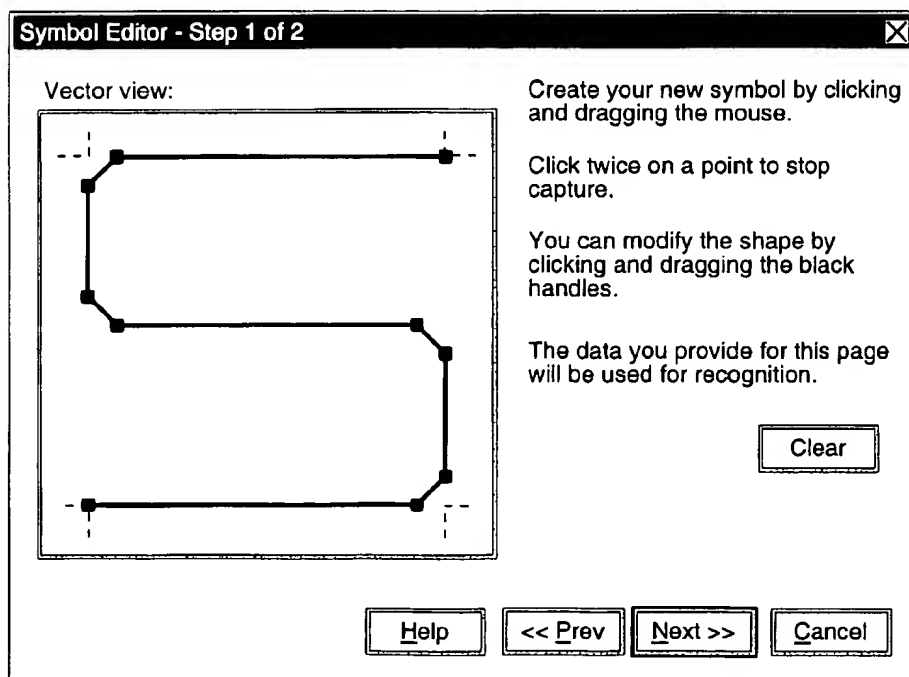 Symbol Editor - Step 1 of 2
Vector view:
Create your new symbol by clicking
and dragging the mouse.
Click twice on a point to stop
capture.
You can modify the shape by
clicking and dragging the black
handles.
The data you provide for this page
will be used for recognition.
Clear
Help
<< Prev
Next >>
Cancel